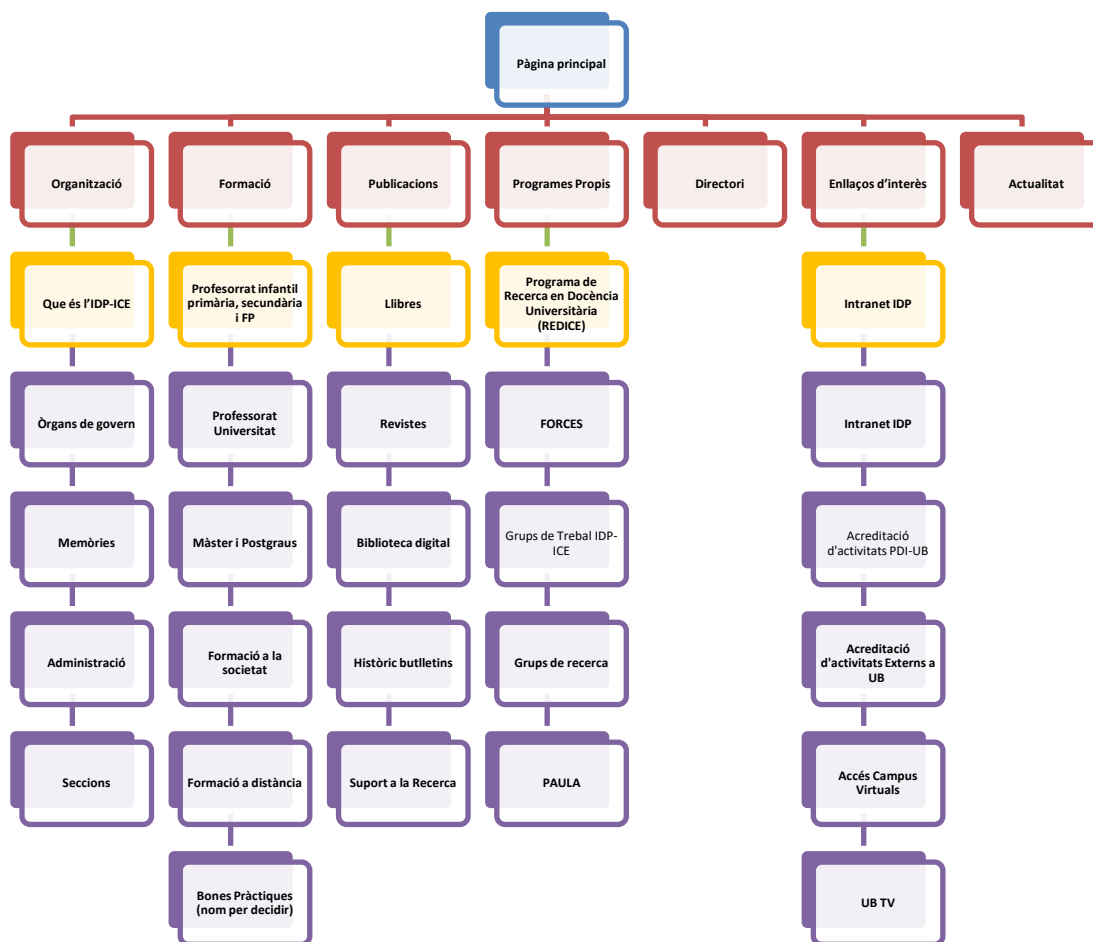 Pàgina principal
Organització
Formació
Publicacions
Programes Propis
Directori
Enllaços d'interès
Actualitat
Que és l'IDP-ICE
Profesorrat infantil
primària, secundària
i FP
Llibres
Programa de
Recerca en Docència
Universitària
(REDICE)
Intranet IDP
Òrgans de govern
Professorat
Universitat
Revistes
FORCES
Intranet IDP
Memòries
Màster i Postgraus
Biblioteca digital
Grups de Trebal IDP-
ICE
Acreditació
d'activitats PDI-UB
Administració
Formació a la
societat
Històric butlletins
Grups de recerca
Acreditació
d'activitats Externs a
UB
Seccions
Formació a distància
Suport a la Recerca
PAULA
Accés Campus
Virtuals
Bones Pràctiques
(nom per decidir)
UB TV